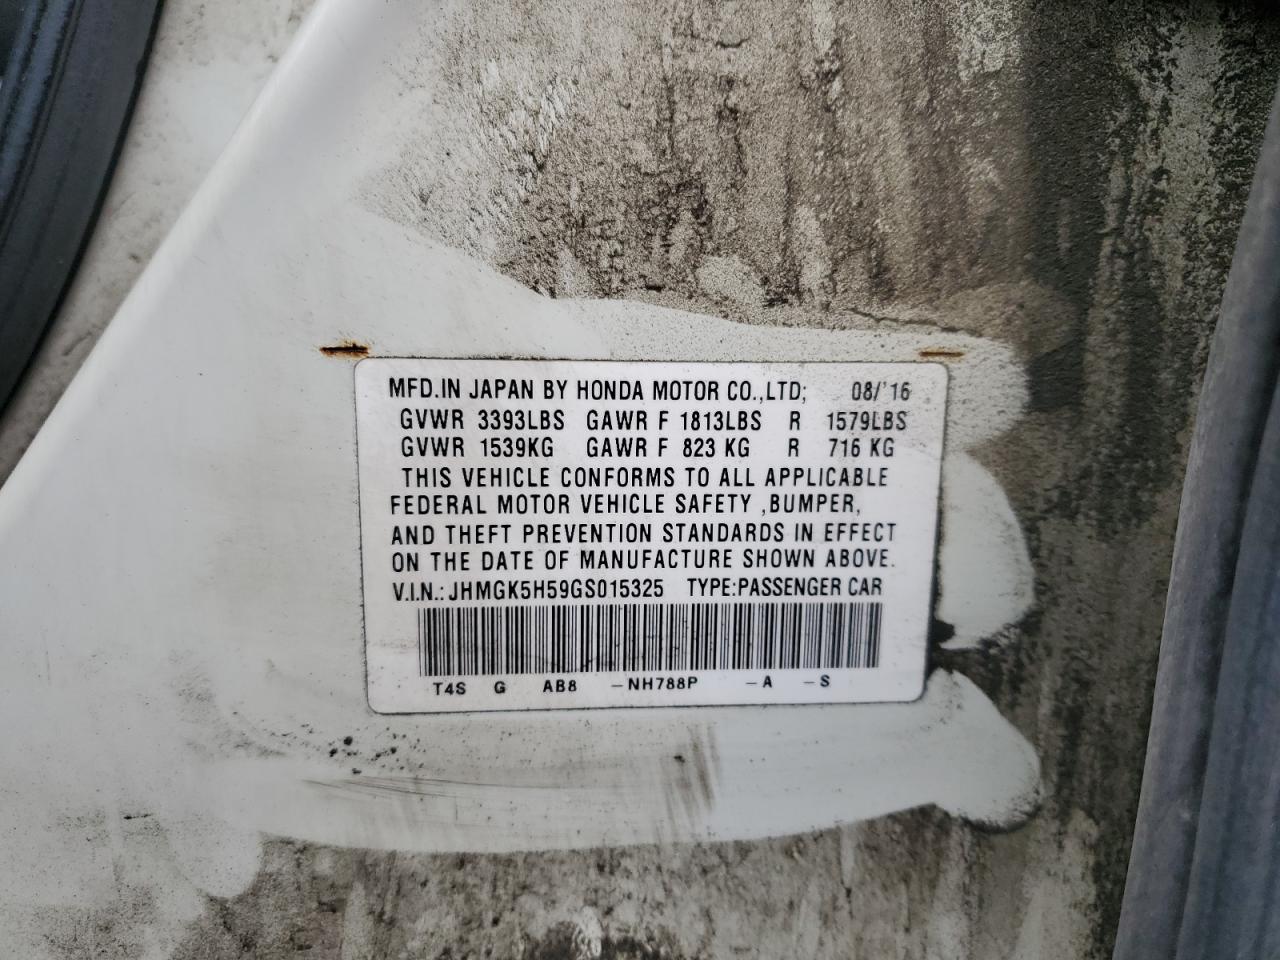 MFD.IN JAPAN BY HONDA MOTOR CO.,LTD; 08/'16
GVWR 3393LBS GAWR F 1813LBS R 1579LBS
GVWR 1539KG GAWR F 823 KG R 716 KG
THIS VEHICLE CONFORMS TO ALL APPLICABLE
FEDERAL MOTOR VEHICLE SAFETY ,BUMPER,
AND THEFT PREVENTION STANDARDS IN EFFECT
ON THE DATE OF MANUFACTURE SHOWN ABOVE.
V.I.N.: JHMGK5H59GS015325 TYPE:PASSENGER CAR
T4S G AB8 -NH788P -A -S